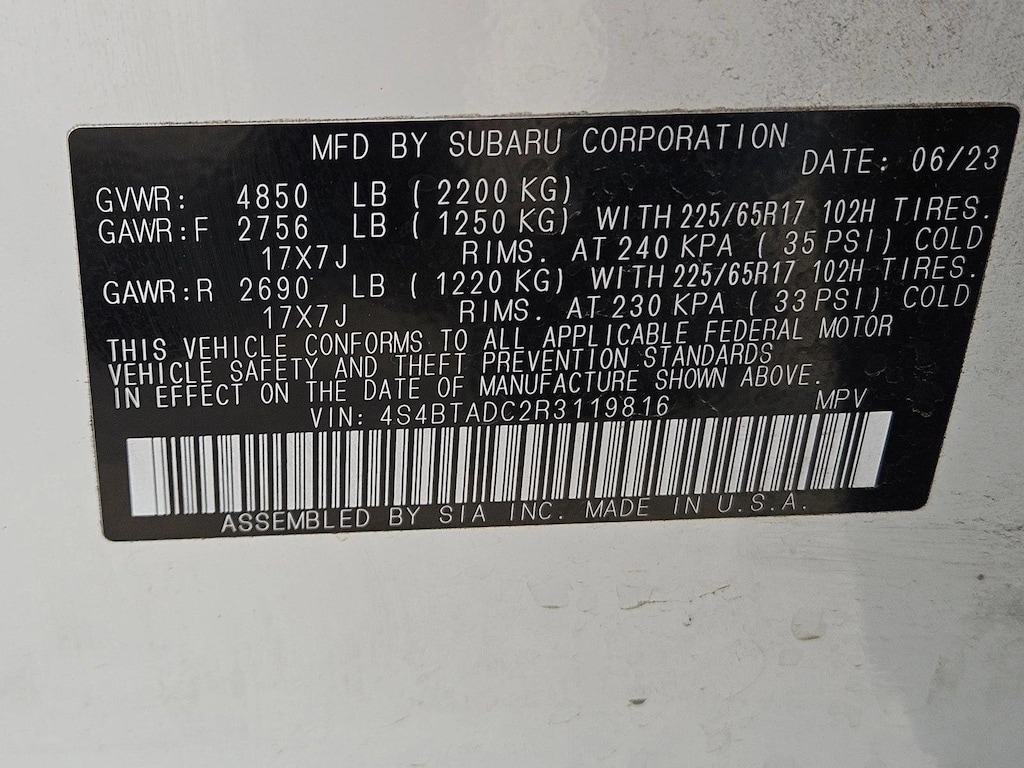 MFD BY SUBARU CORPORATION DATE: 06/23
GVWR: 4850 LB ( 2200 KG)
GAWR:F 2756 LB ( 1250 KG) WITH 225/65R17 102H TIRES.
17X7J RIMS. AT 240 KPA ( 35 PSI) COLD
GAWR:R 2690 LB ( 1220 KG) WITH 225/65R17 102H TIRES.
17X7J RIMS. AT 230 KPA ( 33 PSI) COLD
THIS VEHICLE CONFORMS TO ALL APPLICABLE FEDERAL MOTOR
VEHICLE SAFETY AND THEFT PREVENTION STANDARDS
IN EFFECT ON THE DATE OF MANUFACTURE SHOWN ABOVE.
VIN: 4S4BTADC2R3119816 MPV
ASSEMBLED BY SIA INC. MADE IN U.S.A.